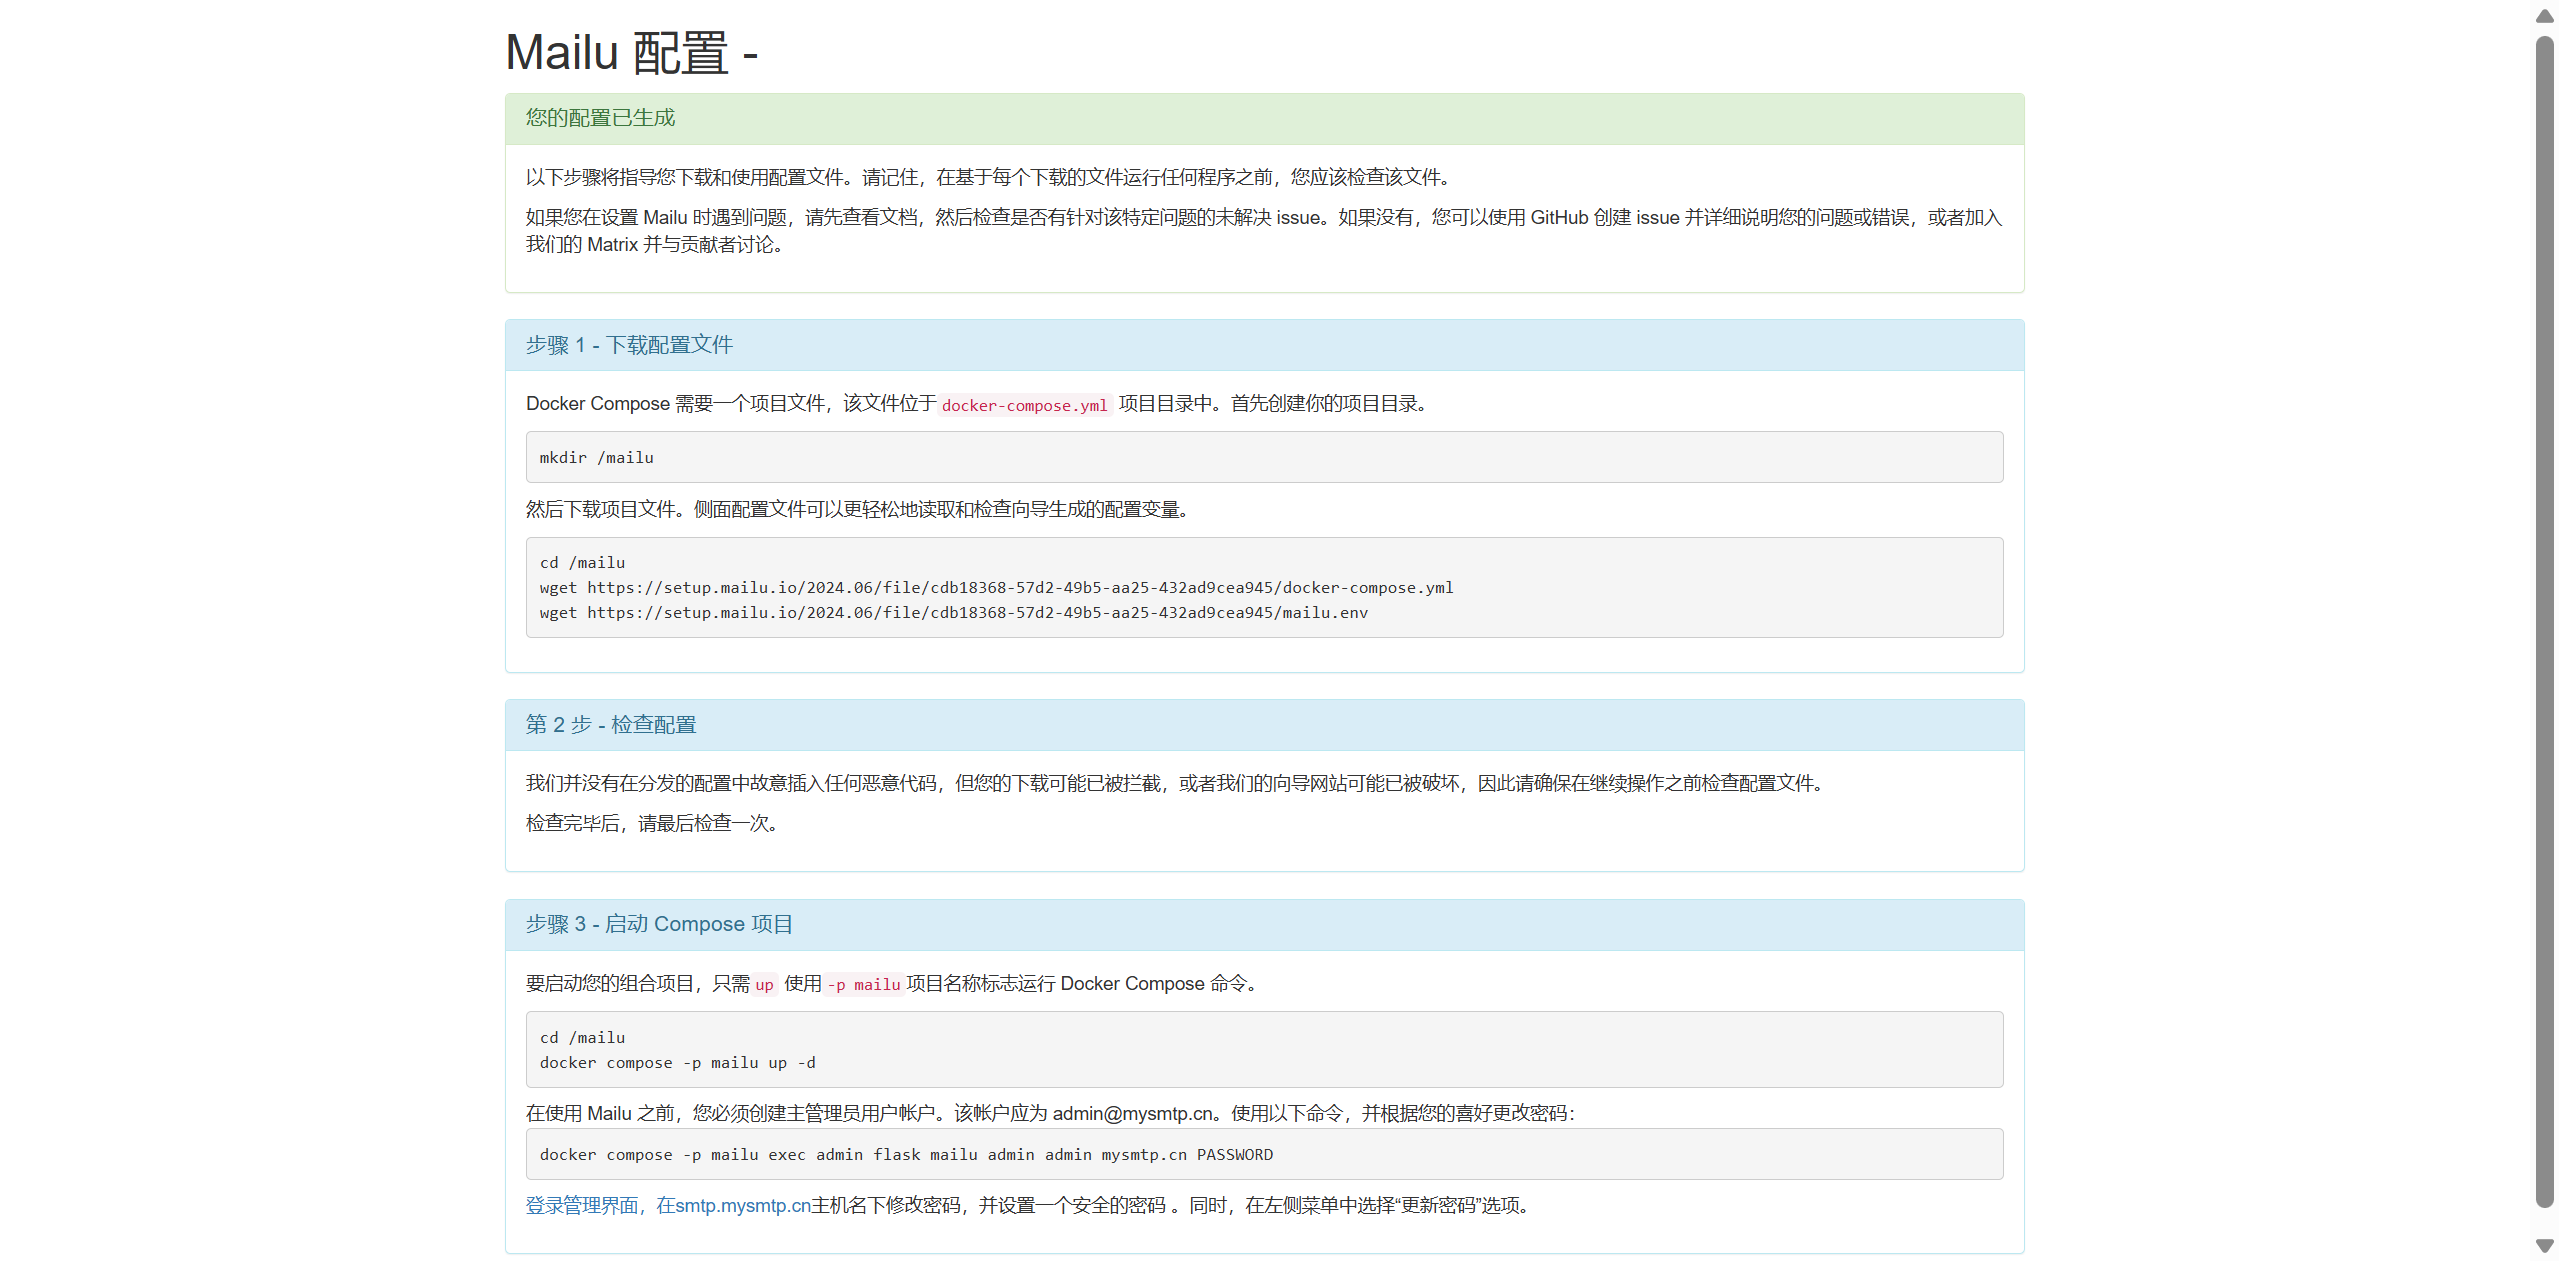 Mailu 配置 -
您的配置已生成
以下步骤将指导您下载和使用配置文件。请记住，在基于每个下载的文件运行任何程序之前，您应该检查该文件。
如果您在设置 Mailu 时遇到问题，请先查看文档，然后检查是否有针对该特定问题的未解决 issue。如果没有，您可以使用 GitHub 创建 issue 并详细说明您的问题或错误，或者加入
我们的 Matrix 并与贡献者讨论。
步骤 1 - 下载配置文件
Docker Compose 需要一个项目文件，该文件位于 docker-compose.yml 项目目录中。首先创建你的项目目录。
mkdir /mailu
然后下载项目文件。侧面配置文件可以更轻松地读取和检查向导生成的配置变量。
cd /mailu
wget https://setup.mailu.io/2024.06/file/cdb18368-57d2-49b5-aa25-432ad9cea945/docker-compose.yml
wget https://setup.mailu.io/2024.06/file/cdb18368-57d2-49b5-aa25-432ad9cea945/mailu.env
第 2 步 - 检查配置
我们并没有在分发的配置中故意插入任何恶意代码，但您的下载可能已被拦截，或者我们的向导网站可能已被破坏，因此请确保在继续操作之前检查配置文件。
检查完毕后，请最后检查一次。
步骤 3 - 启动 Compose 项目
要启动您的组合项目，只需 up 使用 -p mailu 项目名称标志运行 Docker Compose 命令。
cd /mailu
docker compose -p mailu up -d
在使用 Mailu 之前，您必须创建主管理员用户帐户。该帐户应为 admin@mysmtp.cn。使用以下命令，并根据您的喜好更改密码：
docker compose -p mailu exec admin flask mailu admin admin mysmtp.cn PASSWORD
登录管理界面，在smtp.mysmtp.cn主机名下修改密码，并设置一个安全的密码 。同时，在左侧菜单中选择“更新密码”选项。